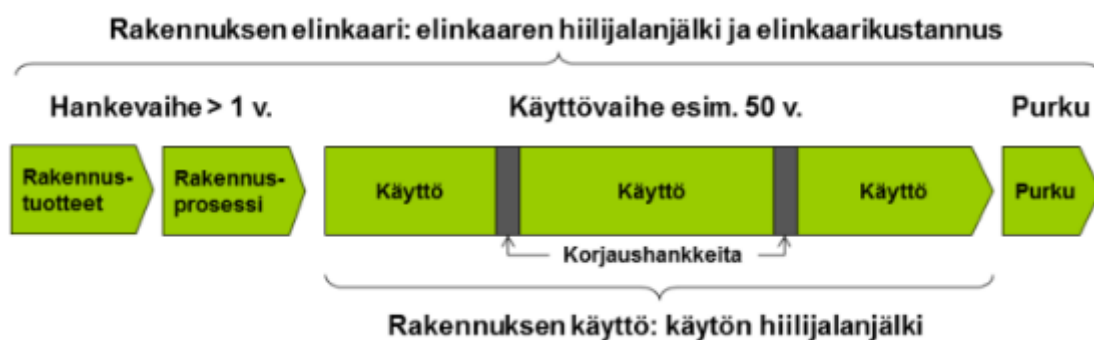 Rakennuksen elinkaari: elinkaaren hiilijalanjälki ja elinkaarikustannus
Hankevaihe > 1 v.
Käyttövaihe esim. 50 v.
Purku
Rakennus-
tuotteet
Rakennus-
prosessi
Käyttö
Käyttö
Käyttö
Purku
Korjaushankkeita
Rakennuksen käyttö: käytön hiilijalanjälki